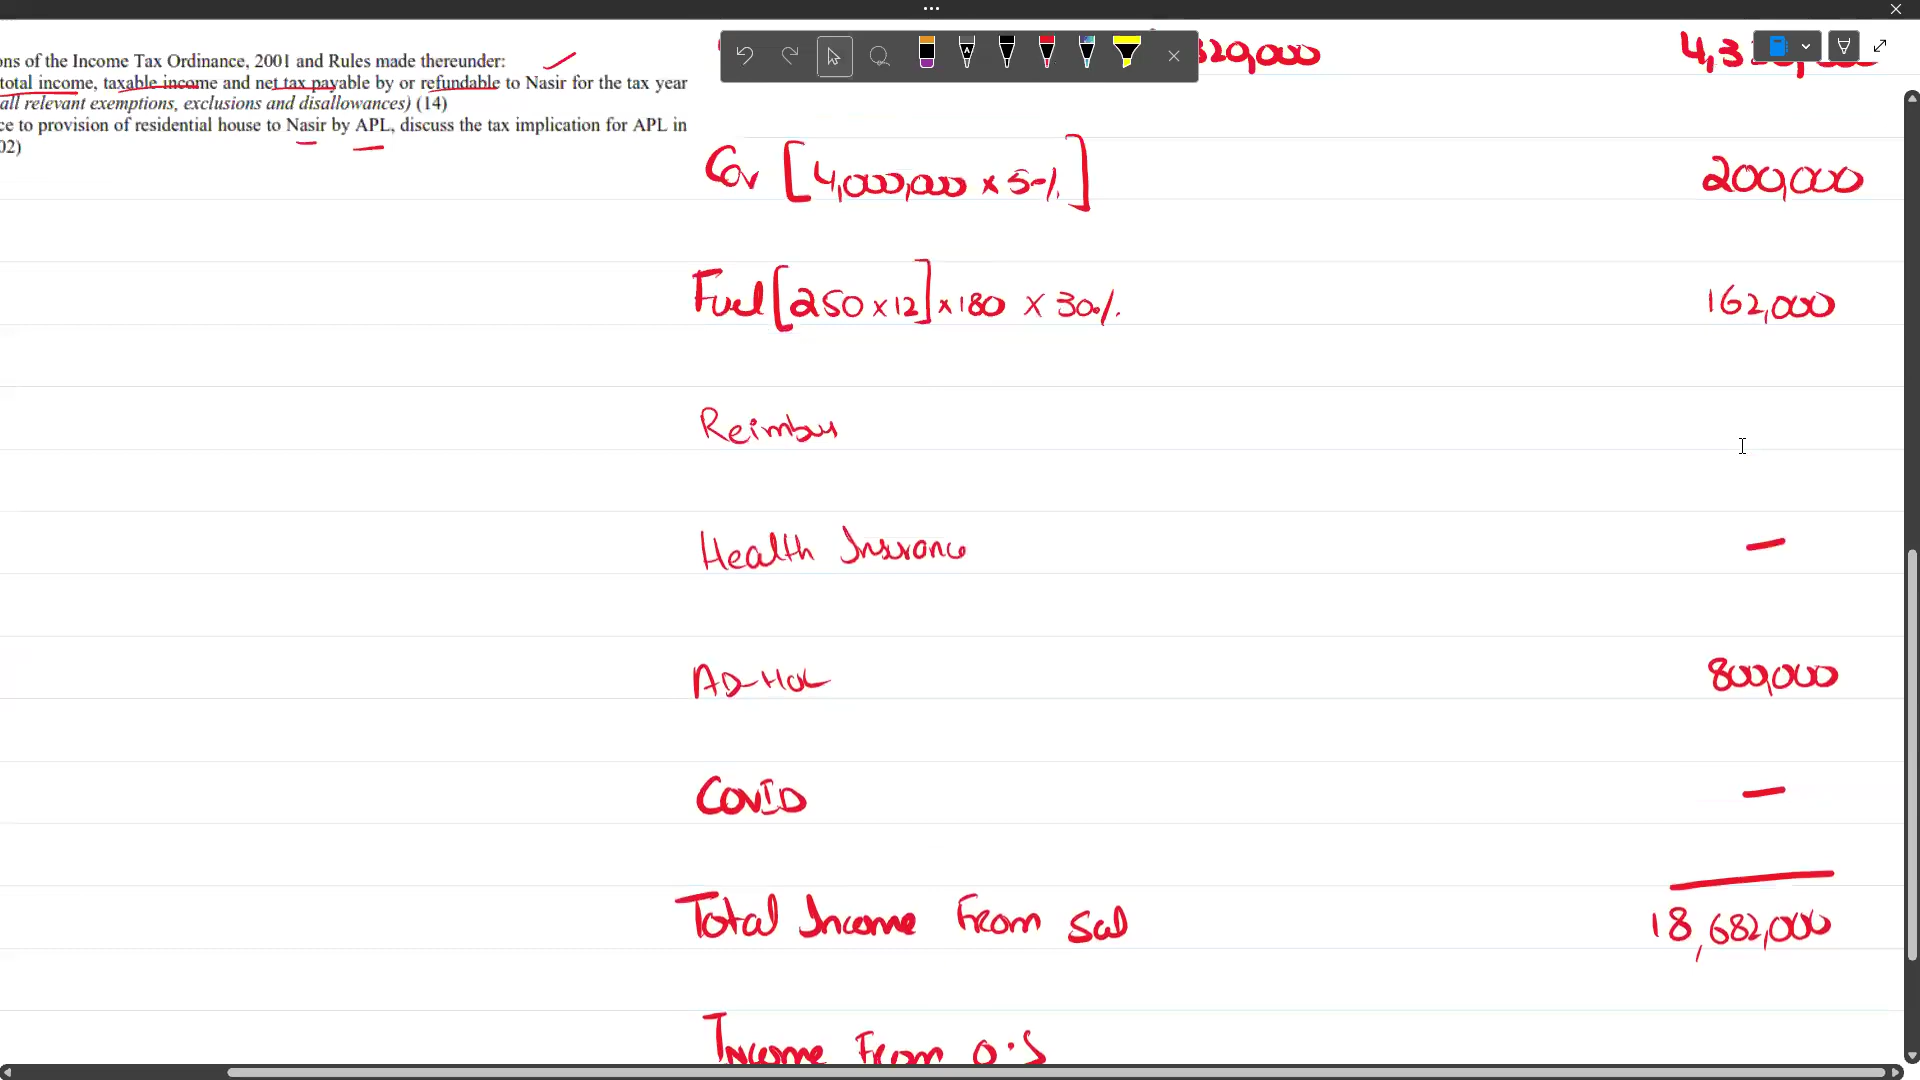 ons of the Income Tax Ordinance, 2001 and Rules made thereunder:
total income, taxable income and net tax payable by or refundable to Nasir for the tax year
all relevant exemptions, exclusions and disallowances) (14)
ce to provision of residential house to Nasir by APL, discuss the tax implication for APL in
02)
320,000
Car [4,000,000 x 5%] 200,000
Fuel [250 x 12] x 180 x 30% 162,000
Reimbus
Health Insurance —
AD-Hoc 800,000
COVID —
Total Income From Sal 18,682,000
Income From O.S